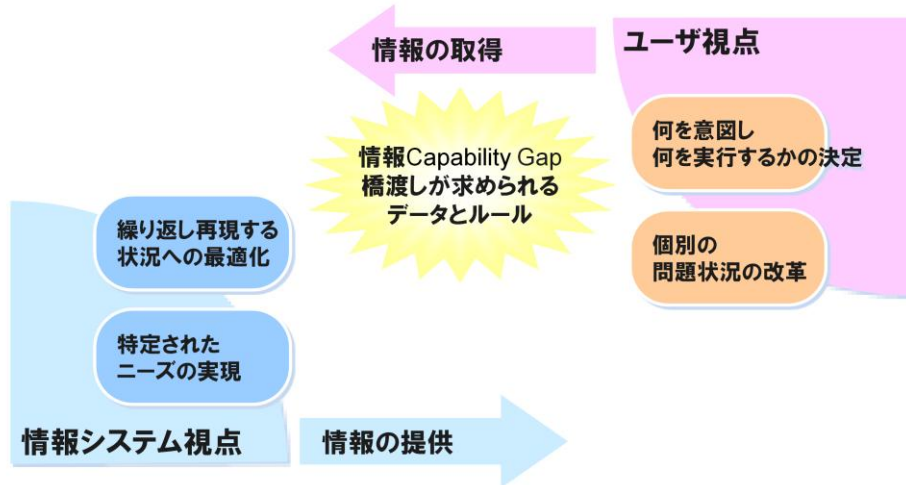 情報の取得
ユーザ視点
情報Capability Gap
橋渡しが求められる
データとルール
何を意図し
何を実行するかの決定
個別の
問題状況の改革
繰り返し再現する
状況への最適化
特定された
ニーズの実現
情報システム視点
情報の提供